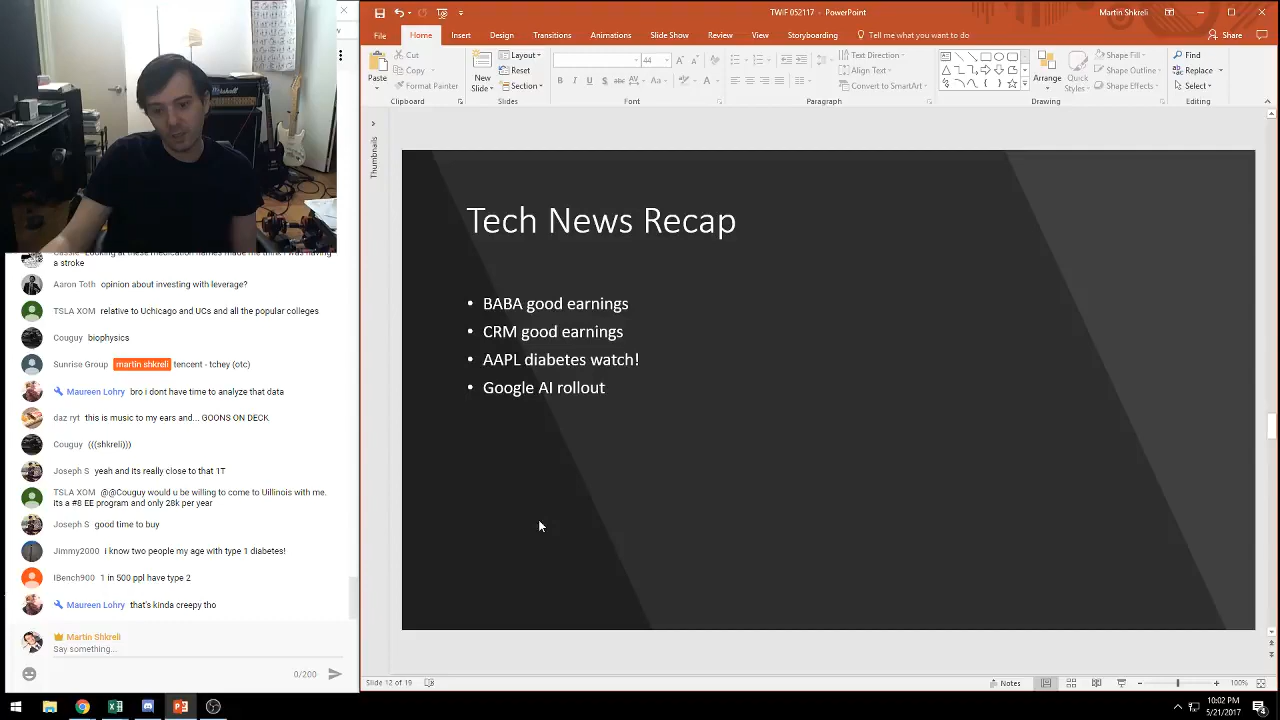 TWIF 052117 - PowerPoint
Martin Shkreli
File
Home
Insert
Design
Transitions
Animations
Slide Show
Review
View
Storyboarding
Tell me what you want to do
Share
Paste
Cut
Copy
Format Painter
Clipboard
New Slide
Layout
Reset
Section
Slides
44
Font
Text Direction
Align Text
Convert to SmartArt
Paragraph
Arrange
Quick Styles
Shape Fill
Shape Outline
Shape Effects
Drawing
Find
Replace
Select
Editing
Thumbnails
Tech News Recap
• BABA good earnings
• CRM good earnings
• AAPL diabetes watch!
• Google AI rollout
Looking at these medication names made me think i was having
a stroke
Aaron Toth opinion about investing with leverage?
TSLA XOM relative to Uchicago and UCs and all the popular colleges
Couguy biophysics
Sunrise Group martin shkreli tencent - tchey (otc)
Maureen Lohry bro i dont have time to analyze that data
daz ryt this is music to my ears and... GOONS ON DECK
Couguy (((shkreli)))
Joseph S yeah and its really close to that 1T
TSLA XOM @@Couguy would u be willing to come to Uillinois with me.
its a #8 EE program and only 28k per year
Joseph S good time to buy
Jimmy2000 i know two people my age with type 1 diabetes!
IBench900 1 in 500 ppl have type 2
Maureen Lohry that's kinda creepy tho
Martin Shkreli
Say something...
0/200
Slide 12 of 19
Notes
100%
10:02 PM
5/21/2017